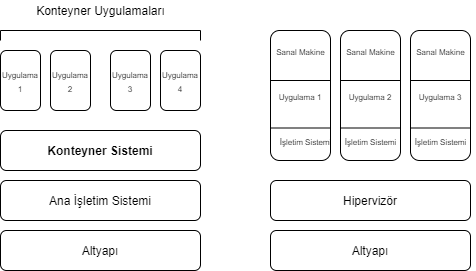 Konteyner Uygulamaları
Uygulama
1
Uygulama
2
Uygulama
3
Uygulama
4
Konteyner Sistemi
Ana İşletim Sistemi
Altyapı
Sanal Makine
Uygulama 1
İşletim Sistemi
Sanal Makine
Uygulama 2
İşletim Sistemi
Sanal Makine
Uygulama 3
İşletim Sistemi
Hipervizör
Altyapı